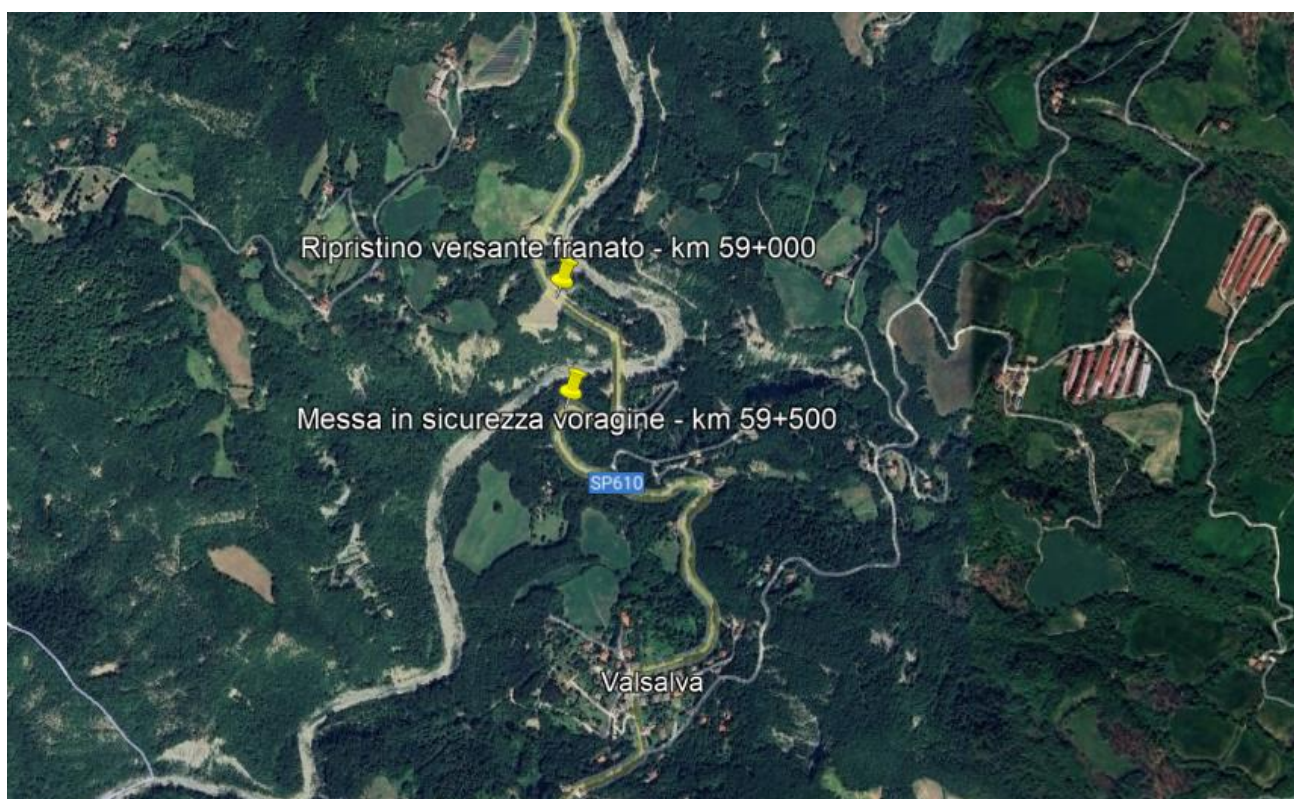 Ripristino versante franato - km 59+000
Messa in sicurezza voragine - km 59+500
SP610
Valsalva